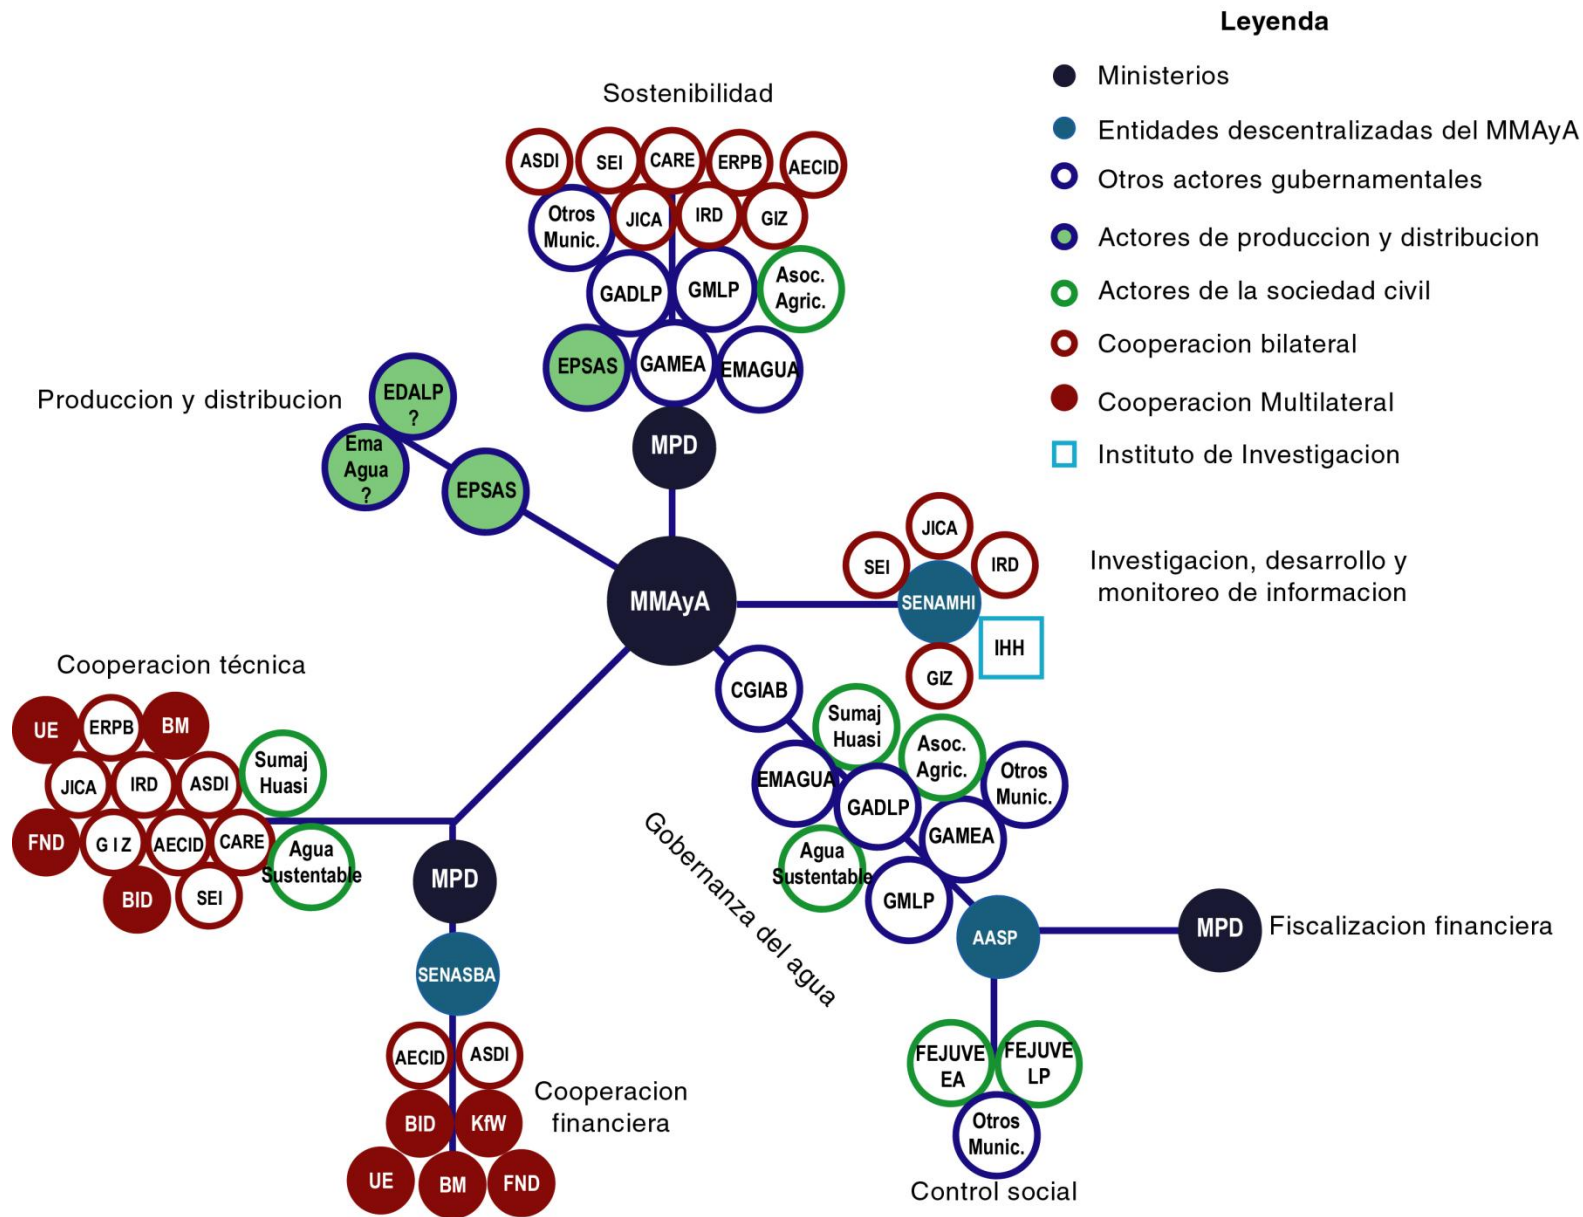 Leyenda
Ministerios
Entidades descentralizadas del MMAyA
Otros actores gubernamentales
Actores de produccion y distribucion
Actores de la sociedad civil
Cooperacion bilateral
Cooperacion Multilateral
Instituto de Investigacion
Sostenibilidad
ASDI
SEI
CARE
ERPB
AECID
Otros
Munic.
JICA
IRD
GIZ
GADLP
GMLP
Asoc.
Agric.
EPSAS
GAMEA
EMAGUA
MPD
Produccion y distribucion
EDALP
?
Ema
Agua
?
EPSAS
MMAyA
JICA
SEI
IRD
SENAMHI
IHH
GIZ
Investigacion, desarrollo y
monitoreo de informacion
Cooperacion técnica
UE
ERPB
BM
JICA
IRD
ASDI
Sumaj
Huasi
FND
G I Z
AECID
CARE
Agua
Sustentable
BID
SEI
MPD
SENASBA
AECID
ASDI
BID
KfW
UE
BM
FND
Cooperacion
financiera
CGIAB
Sumaj
Huasi
EMAGUA
Asoc.
Agric.
Otros
Munic.
GADLP
GAMEA
Agua
Sustentable
GMLP
Gobernanza del agua
AASP
MPD
Fiscalizacion financiera
FEJUVE
EA
FEJUVE
LP
Otros
Munic.
Control social